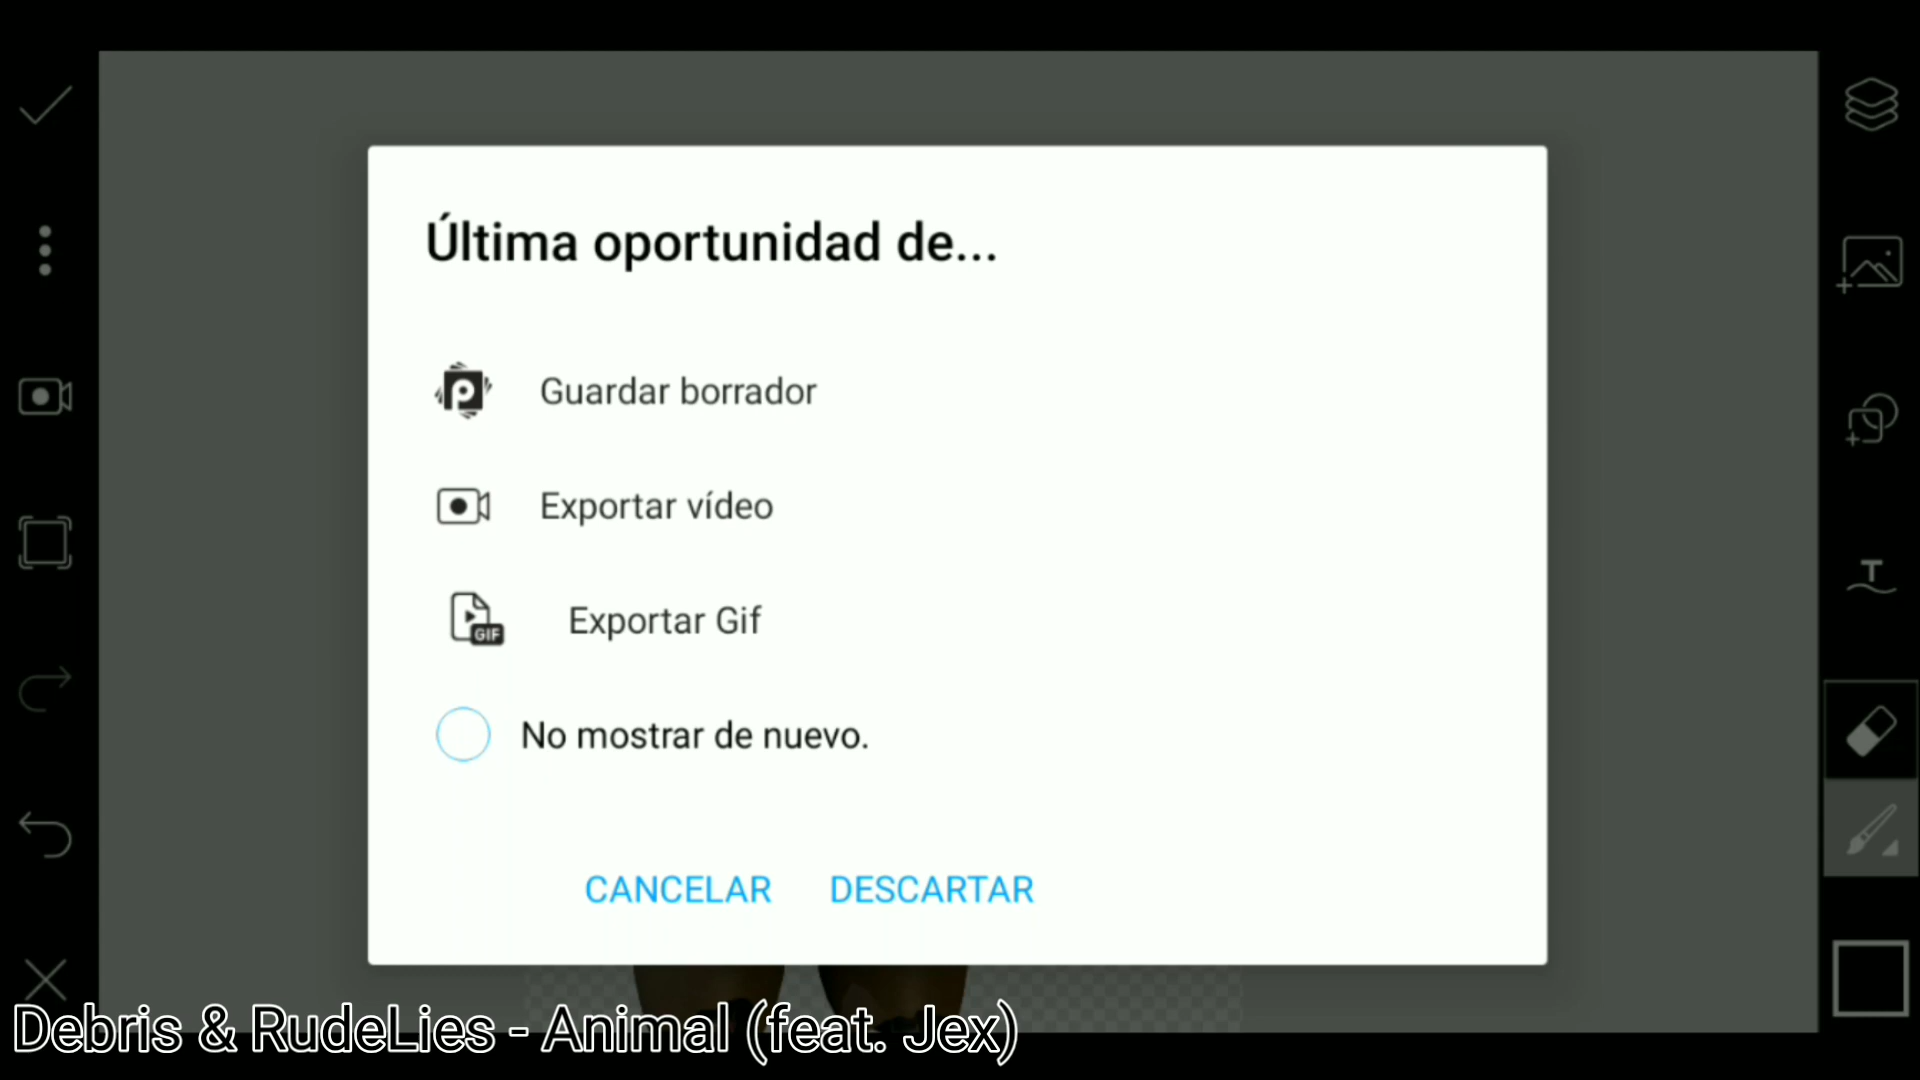 Última oportunidad de...
Guardar borrador
Exportar vídeo
GIF
Exportar Gif
No mostrar de nuevo.
CANCELAR DESCARTAR
Debris & RudeLies - Animal (feat. Jex)